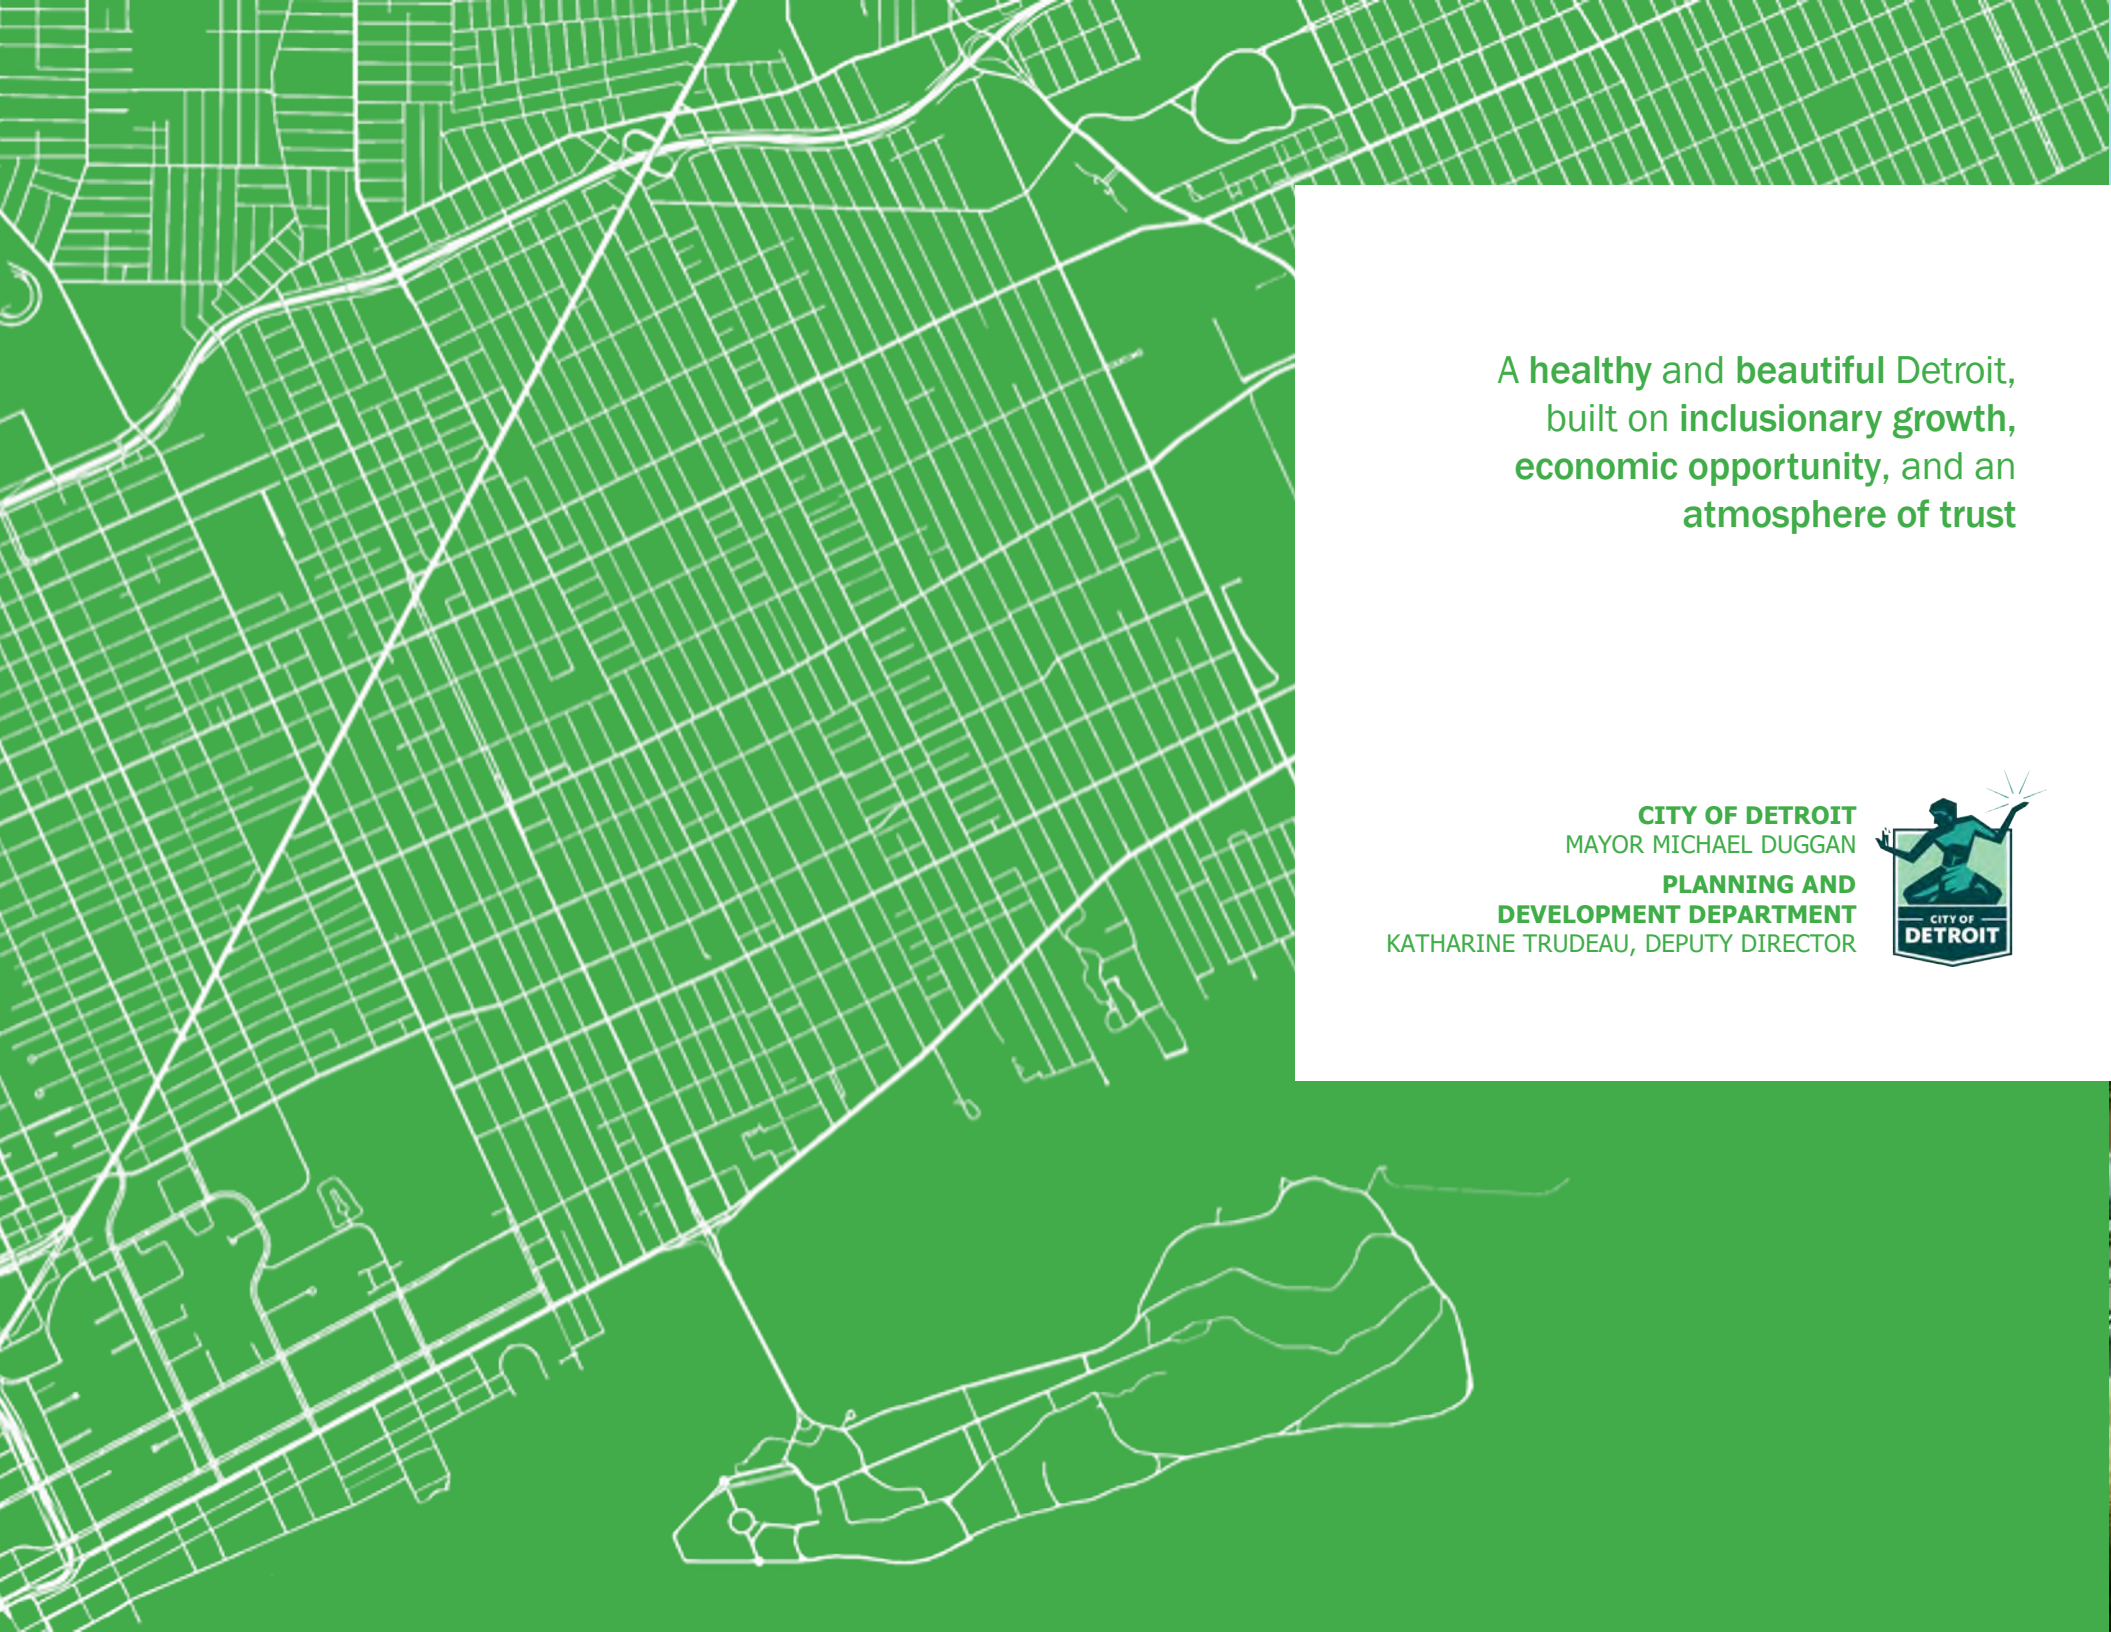 A healthy and beautiful Detroit,
built on inclusionary growth,
economic opportunity, and an
atmosphere of trust
CITY OF DETROIT
MAYOR MICHAEL DUGGAN
PLANNING AND
DEVELOPMENT DEPARTMENT
KATHARINE TRUDEAU, DEPUTY DIRECTOR
CITY OF
DETROIT